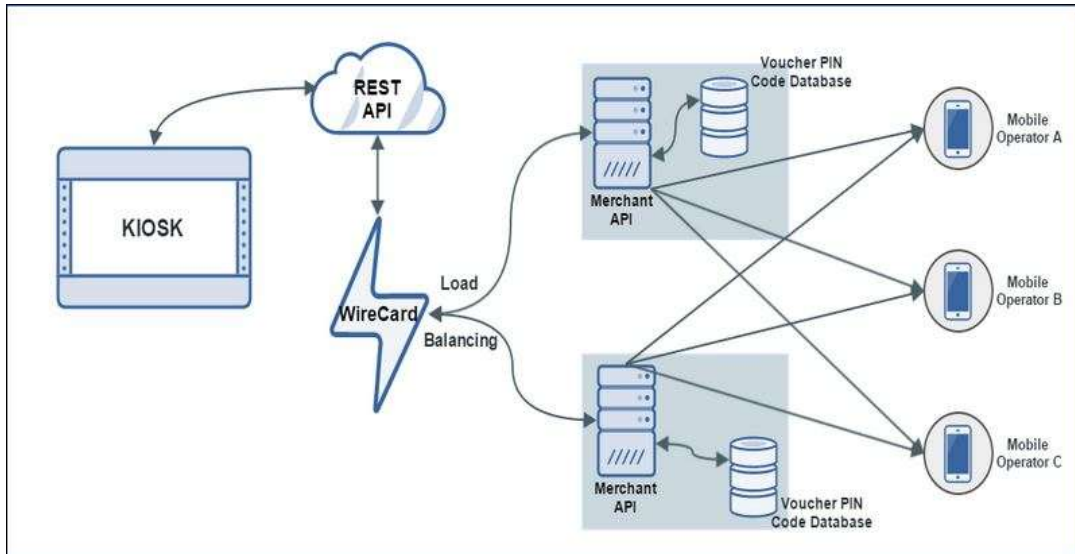 REST
API
KIOSK
WireCard
Load
Balancing
Voucher PIN
Code Database
Merchant
API
Mobile
Operator A
Mobile
Operator B
Merchant
API
Voucher PIN
Code Database
Mobile
Operator C